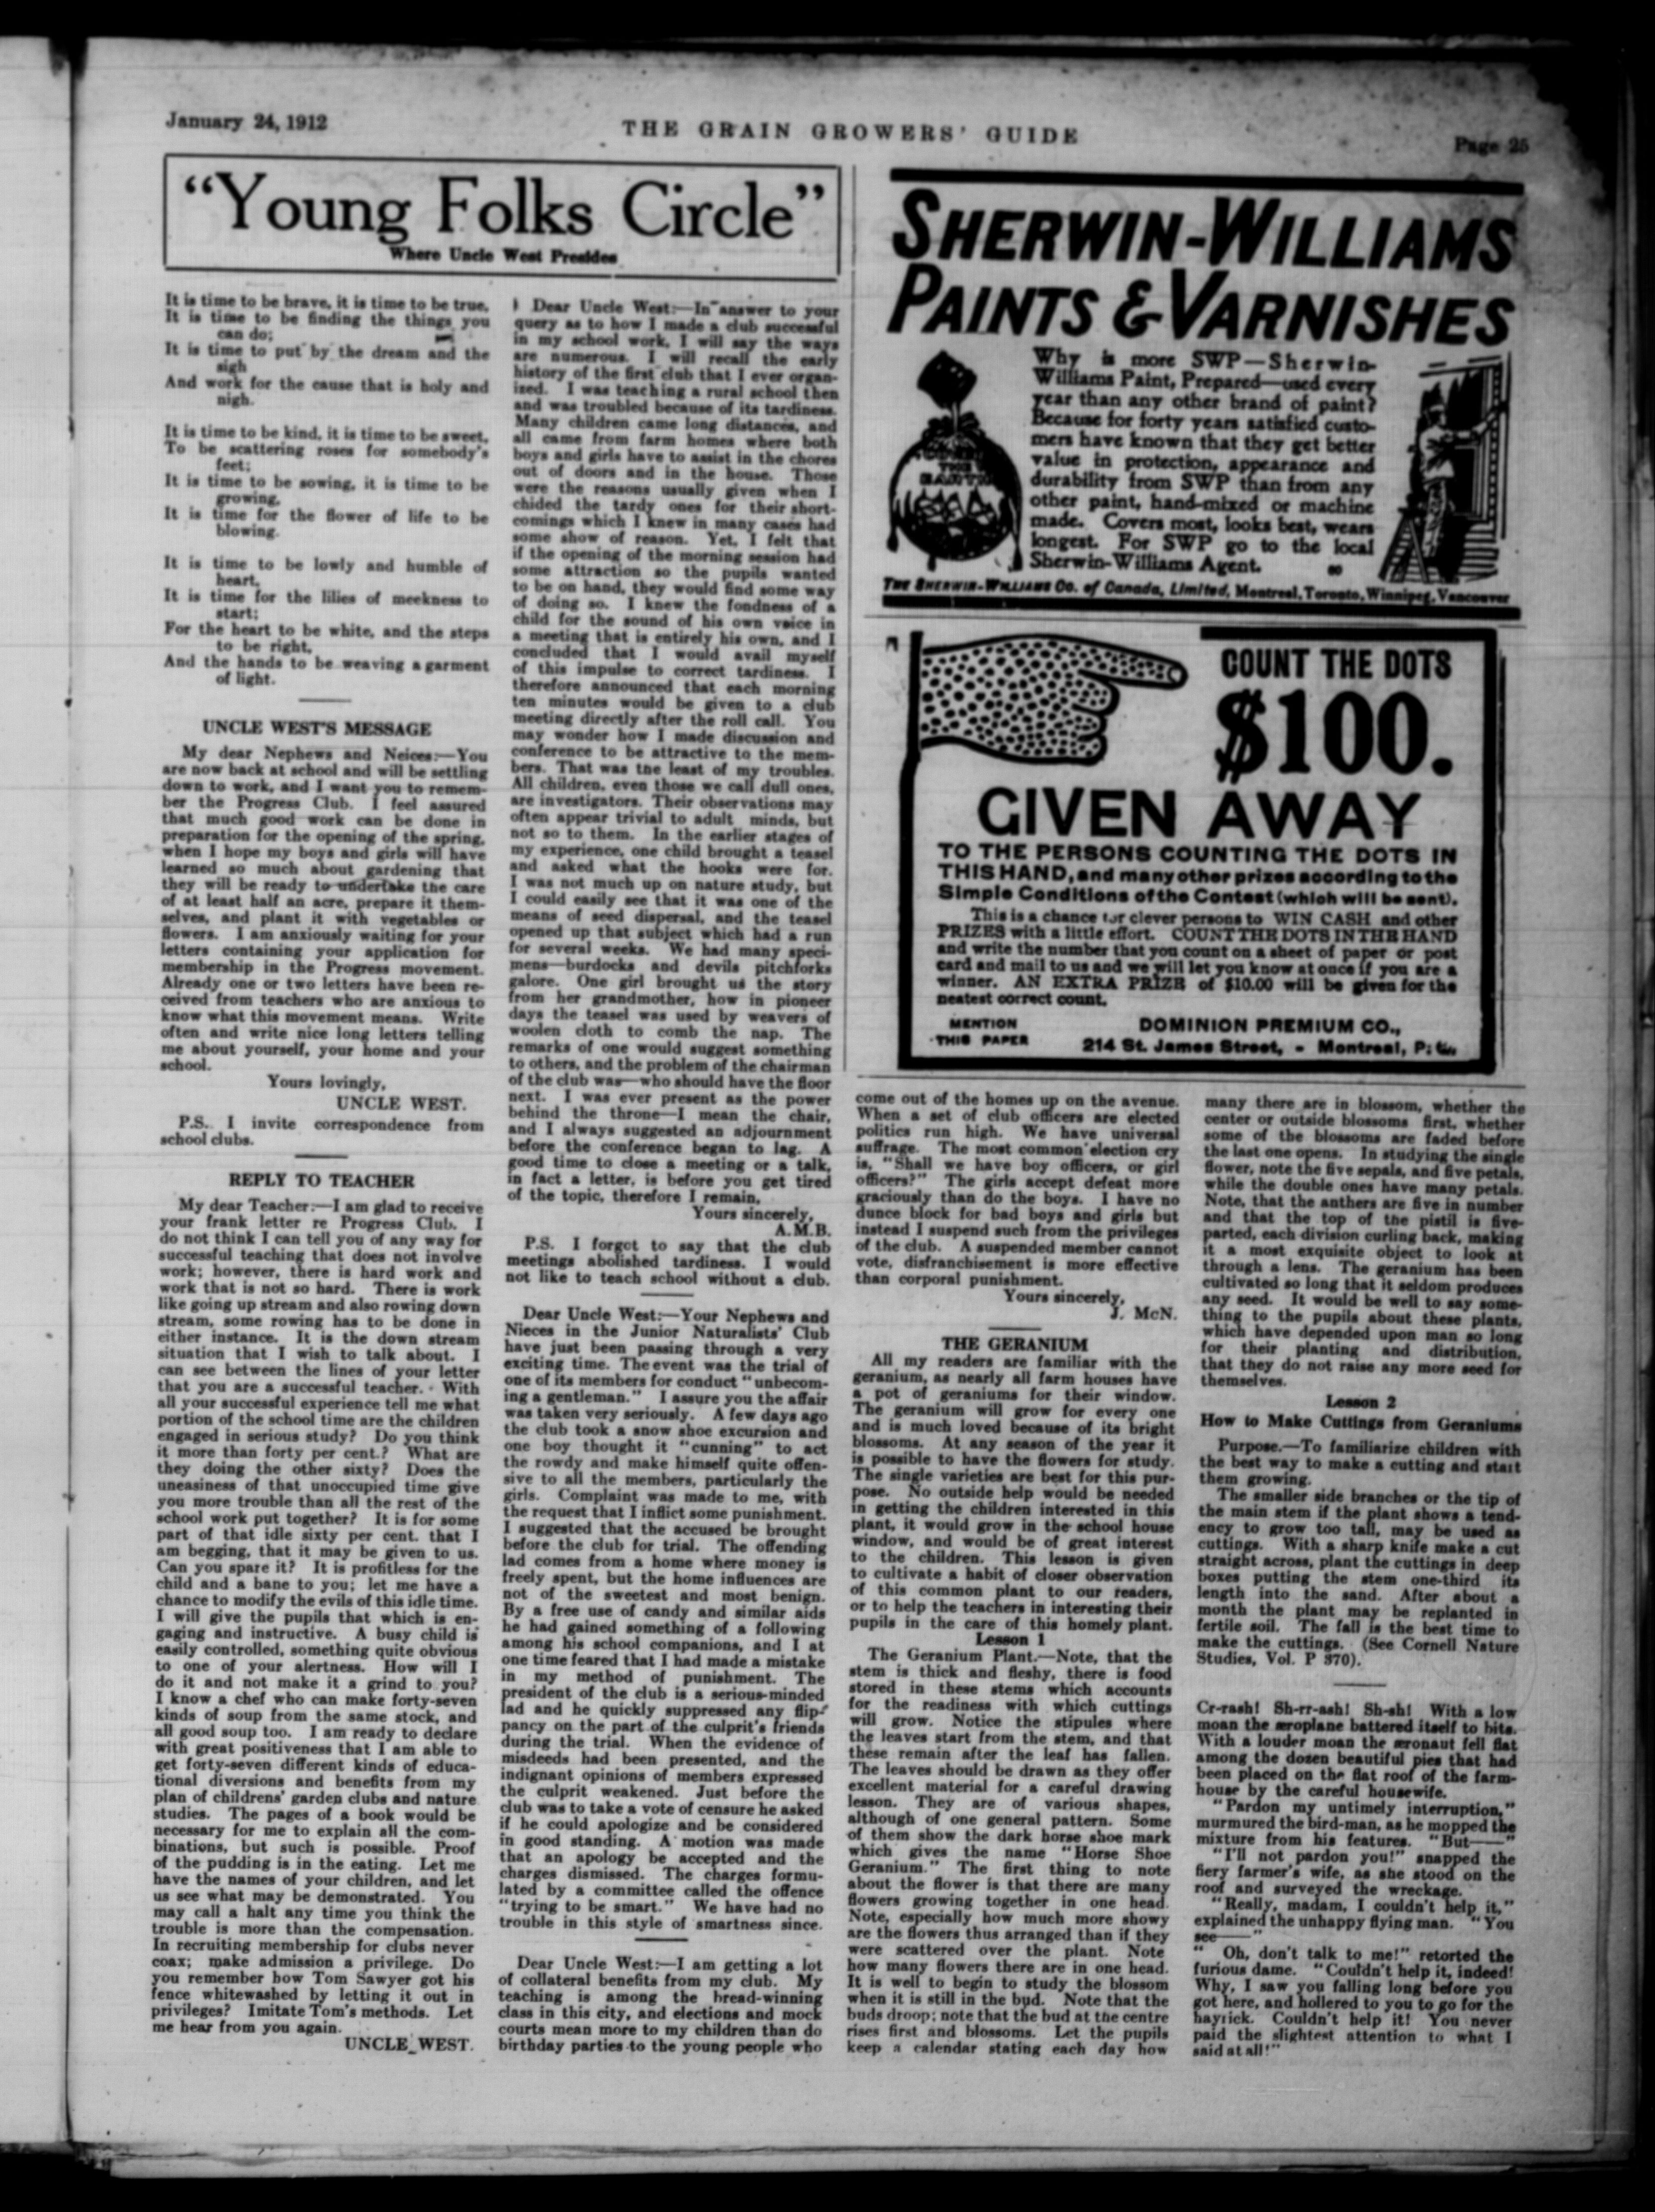 January 24, 1912
THE GRAIN GROWERS' GUIDE
Page 25
"Young Folks Circle"
Where Uncle West Presides
It is time to be brave, it is time to be true,
It is time to be finding the things you
can do;
It is time to put by the dream and the
sigh
And work for the cause that is holy and
nigh.
It is time to be kind, it is time to be sweet,
To be scattering roses for somebody's
feet;
It is time to be sowing, it is time to be
growing,
It is time for the flower of life to be
blowing.
It is time to be lowly and humble of
heart,
It is time for the lilies of meekness to
start;
For the heart to be white, and the steps
to be right,
And the hands to be weaving a garment
of light.
UNCLE WEST'S MESSAGE
My dear Nephews and Neices:—You
are now back at school and will be settling
down to work, and I want you to remem-
ber the Progress Club. I feel assured
that much good work can be done in
preparation for the opening of the spring,
when I hope my boys and girls will have
learned so much about gardening that
they will be ready to undertake the care
of at least half an acre, prepare it them-
selves, and plant it with vegetables or
flowers. I am anxiously waiting for your
letters containing your application for
membership in the Progress movement.
Already one or two letters have been re-
ceived from teachers who are anxious to
know what this movement means. Write
often and write nice long letters telling
me about yourself, your home and your
school.
Yours lovingly,
UNCLE WEST.
P.S. I invite correspondence from
school clubs.
REPLY TO TEACHER
My dear Teacher:—I am glad to receive
your frank letter re Progress Club. I
do not think I can tell you of any way for
successful teaching that does not involve
work; however, there is hard work and
work that is not so hard. There is work
like going up stream and also rowing down
stream, some rowing has to be done in
either instance. It is the down stream
situation that I wish to talk about. I
can see between the lines of your letter
that you are a successful teacher. With
all your successful experience tell me what
portion of the school time are the children
engaged in serious study? Do you think
it more than forty per cent.? What are
they doing the other sixty? Does the
uneasiness of that unoccupied time give
you more trouble than all the rest of the
school work put together? It is for some
part of that idle sixty per cent. that I
am begging, that it may be given to us.
Can you spare it? It is profitless for the
child and a bane to you; let me have a
chance to modify the evils of this idle time.
I will give the pupils that which is en-
gaging and instructive. A busy child is
easily controlled, something quite obvious
to one of your alertness. How will I
do it and not make it a grind to you?
I know a chef who can make forty-seven
kinds of soup from the same stock, and
all good soup too. I am ready to declare
with great positiveness that I am able to
get forty-seven different kinds of educa-
tional diversions and benefits from my
plan of childrens' garden clubs and nature
studies. The pages of a book would be
necessary for me to explain all the com-
binations, but such is possible. Proof
of the pudding is in the eating. Let me
have the names of your children, and let
us see what may be demonstrated. You
may call a halt any time you think the
trouble is more than the compensation.
In recruiting membership for clubs never
coax; make admission a privilege. Do
you remember how Tom Sawyer got his
fence whitewashed by letting it out in
privileges? Imitate Tom's methods. Let
me hear from you again.
UNCLE WEST.
Dear Uncle West:—In answer to your
query as to how I made a club successful
in my school work, I will say the ways
are numerous. I will recall the early
history of the first club that I ever organ-
ized. I was teaching a rural school then
and was troubled because of its tardiness.
Many children came long distances, and
all came from farm homes where both
boys and girls have to assist in the chores
out of doors and in the house. Those
were the reasons usually given when I
chided the tardy ones for their short-
comings which I knew in many cases had
some show of reason. Yet, I felt that
if the opening of the morning session had
some attraction so the pupils wanted
to be on hand, they would find some way
of doing so. I knew the fondness of a
child for the sound of his own voice in
a meeting that is entirely his own, and I
concluded that I would avail myself
of this impulse to correct tardiness. I
therefore announced that each morning
ten minutes would be given to a club
meeting directly after the roll call. You
may wonder how I made discussion and
conference to be attractive to the mem-
bers. That was the least of my troubles.
All children, even those we call dull ones,
are investigators. Their observations may
often appear trivial to adult minds, but
not so to them. In the earlier stages of
my experience, one child brought a teasel
and asked what the hooks were for.
I was not much up on nature study, but
I could easily see that it was one of the
means of seed dispersal, and the teasel
opened up that subject which had a run
for several weeks. We had many speci-
mens—burdocks and devils pitchforks
galore. One girl brought us the story
from her grandmother, how in pioneer
days the teasel was used by weavers of
woolen cloth to comb the nap. The
remarks of one would suggest something
to others, and the problem of the chairman
of the club was—who should have the floor
next. I was ever present as the power
behind the throne—I mean the chair,
and I always suggested an adjournment
before the conference began to lag. A
good time to close a meeting or a talk,
in fact a letter, is before you get tired
of the topic, therefore I remain,
Yours sincerely,
A.M.B.
P.S. I forgot to say that the club
meetings abolished tardiness. I would
not like to teach school without a club.
Dear Uncle West:—Your Nephews and
Nieces in the Junior Naturalists' Club
have just been passing through a very
exciting time. The event was the trial of
one of its members for conduct "unbecom-
ing a gentleman." I assure you the affair
was taken very seriously. A few days ago
the club took a snow shoe excursion and
one boy thought it "cunning" to act
the rowdy and make himself quite offen-
sive to all the members, particularly the
girls. Complaint was made to me, with
the request that I inflict some punishment.
I suggested that the accused be brought
before the club for trial. The offending
lad comes from a home where money is
freely spent, but the home influences are
not of the sweetest and most benign.
By a free use of candy and similar aids
he had gained something of a following
among his school companions, and I at
one time feared that I had made a mistake
in my method of punishment. The
president of the club is a serious-minded
lad and he quickly suppressed any flip-
pancy on the part of the culprit's friends
during the trial. When the evidence of
misdeeds had been presented, and the
indignant opinions of members expressed
the culprit weakened. Just before the
club was to take a vote of censure he asked
if he could apologize and be considered
in good standing. A motion was made
that an apology be accepted and the
charges dismissed. The charges formu-
lated by a committee called the offence
"trying to be smart." We have had no
trouble in this style of smartness since.
Dear Uncle West:—I am getting a lot
of collateral benefits from my club. My
teaching is among the bread-winning
class in this city, and elections and mock
courts mean more to my children than do
birthday parties to the young people who
SHERWIN-WILLIAMS
PAINTS & VARNISHES
Why is more SWP—Sherwin-
Williams Paint, Prepared—used every
year than any other brand of paint?
Because for forty years satisfied custo-
mers have known that they get better
value in protection, appearance and
durability from SWP than from any
other paint, hand-mixed or machine
made. Covers most, looks best, wears
longest. For SWP go to the local
Sherwin-Williams Agent.
THE SHERWIN-WILLIAMS CO. of Canada, Limited, Montreal, Toronto, Winnipeg, Vancouver
COUNT THE DOTS
$100.
GIVEN AWAY
TO THE PERSONS COUNTING THE DOTS IN
THIS HAND, and many other prizes according to the
Simple Conditions of the Contest (which will be sent).
This is a chance for clever persons to WIN CASH and other
PRIZES with a little effort. COUNT THE DOTS IN THE HAND
and write the number that you count on a sheet of paper or post
card and mail to us and we will let you know at once if you are a
winner. AN EXTRA PRIZE of $10.00 will be given for the
neatest correct count.
MENTION
THIS PAPER
DOMINION PREMIUM CO.,
214 St. James Street, - Montreal, P.
come out of the homes up on the avenue.
When a set of club officers are elected
politics run high. We have universal
suffrage. The most common election cry
is, "Shall we have boy officers, or girl
officers?" The girls accept defeat more
graciously than do the boys. I have no
dunce block for bad boys and girls but
instead I suspend such from the privileges
of the club. A suspended member cannot
vote, disfranchisement is more effective
than corporal punishment.
Yours sincerely,
J. McN.
THE GERANIUM
All my readers are familiar with the
geranium, as nearly all farm houses have
a pot of geraniums for their window.
The geranium will grow for every one
and is much loved because of its bright
blossoms. At any season of the year it
is possible to have the flowers for study.
The single varieties are best for this pur-
pose. No outside help would be needed
in getting the children interested in this
plant, it would grow in the school house
window, and would be of great interest
to the children. This lesson is given
to cultivate a habit of closer observation
of this common plant to our readers,
or to help the teachers in interesting their
pupils in the care of this homely plant.
Lesson 1
The Geranium Plant.—Note, that the
stem is thick and fleshy, there is food
stored in these stems which accounts
for the readiness with which cuttings
will grow. Notice the stipules where
the leaves start from the stem, and that
these remain after the leaf has fallen.
The leaves should be drawn as they offer
excellent material for a careful drawing
lesson. They are of various shapes,
although of one general pattern. Some
of them show the dark horse shoe mark
which gives the name "Horse Shoe
Geranium." The first thing to note
about the flower is that there are many
flowers growing together in one head.
Note, especially how much more showy
are the flowers thus arranged than if they
were scattered over the plant. Note
how many flowers there are in one head.
It is well to begin to study the blossom
when it is still in the bud. Note that the
buds droop; note that the bud at the centre
rises first and blossoms. Let the pupils
keep a calendar stating each day how
many there are in blossom, whether the
center or outside blossoms first, whether
some of the blossoms are faded before
the last one opens. In studying the single
flower, note the five sepals, and five petals,
while the double ones have many petals.
Note, that the anthers are five in number
and that the top of the pistil is five-
parted, each division curling back, making
it a most exquisite object to look at
through a lens. The geranium has been
cultivated so long that it seldom produces
any seed. It would be well to say some-
thing to the pupils about these plants,
which have depended upon man so long
for their planting and distribution,
that they do not raise any more seed for
themselves.
Lesson 2
How to Make Cuttings from Geraniums
Purpose.—To familiarize children with
the best way to make a cutting and start
them growing.
The smaller side branches or the tip of
the main stem if the plant shows a tend-
ency to grow too tall, may be used as
cuttings. With a sharp knife make a cut
straight across, plant the cuttings in deep
boxes putting the stem one-third its
length into the sand. After about a
month the plant may be replanted in
fertile soil. The fall is the best time to
make the cuttings. (See Cornell Nature
Studies, Vol. P 370).
Cr-rash! Sh-rr-ash! Sh-sh! With a low
moan the æroplane battered itself to bits.
With a louder moan the æronaut fell flat
among the dozen beautiful pies that had
been placed on the flat roof of the farm-
house by the careful housewife.
"Pardon my untimely interruption,"
murmured the bird-man, as he mopped the
mixture from his features. "But——"
"I'll not pardon you!" snapped the
fiery farmer's wife, as she stood on the
roof and surveyed the wreckage.
"Really, madam, I couldn't help it,"
explained the unhappy flying man. "You
see——"
" Oh, don't talk to me!" retorted the
furious dame. "Couldn't help it, indeed!
Why, I saw you falling long before you
got here, and hollered to you to go for the
hayrick. Couldn't help it! You never
paid the slightest attention to what I
said at all!"